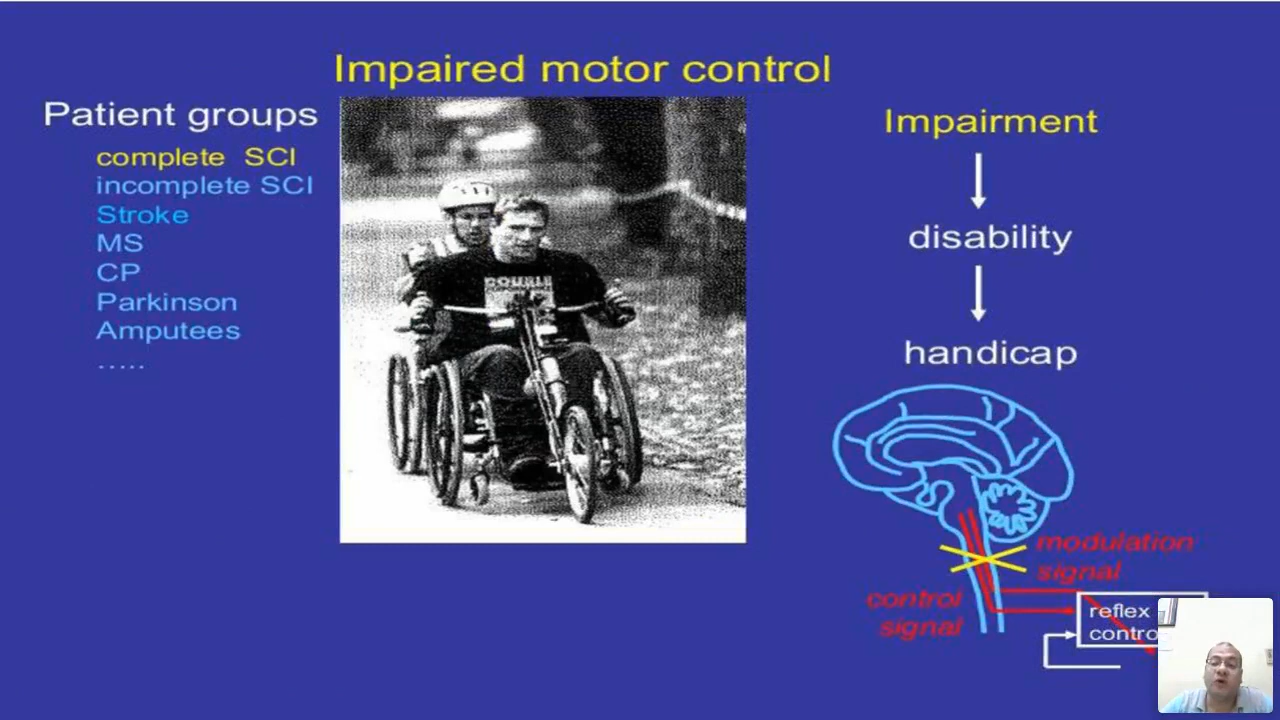 Impaired motor control
Patient groups
complete SCI
incomplete SCI
Stroke
MS
CP
Parkinson
Amputees
.....
Impairment
disability
handicap
modulation
signal
control
signal
reflex
contro